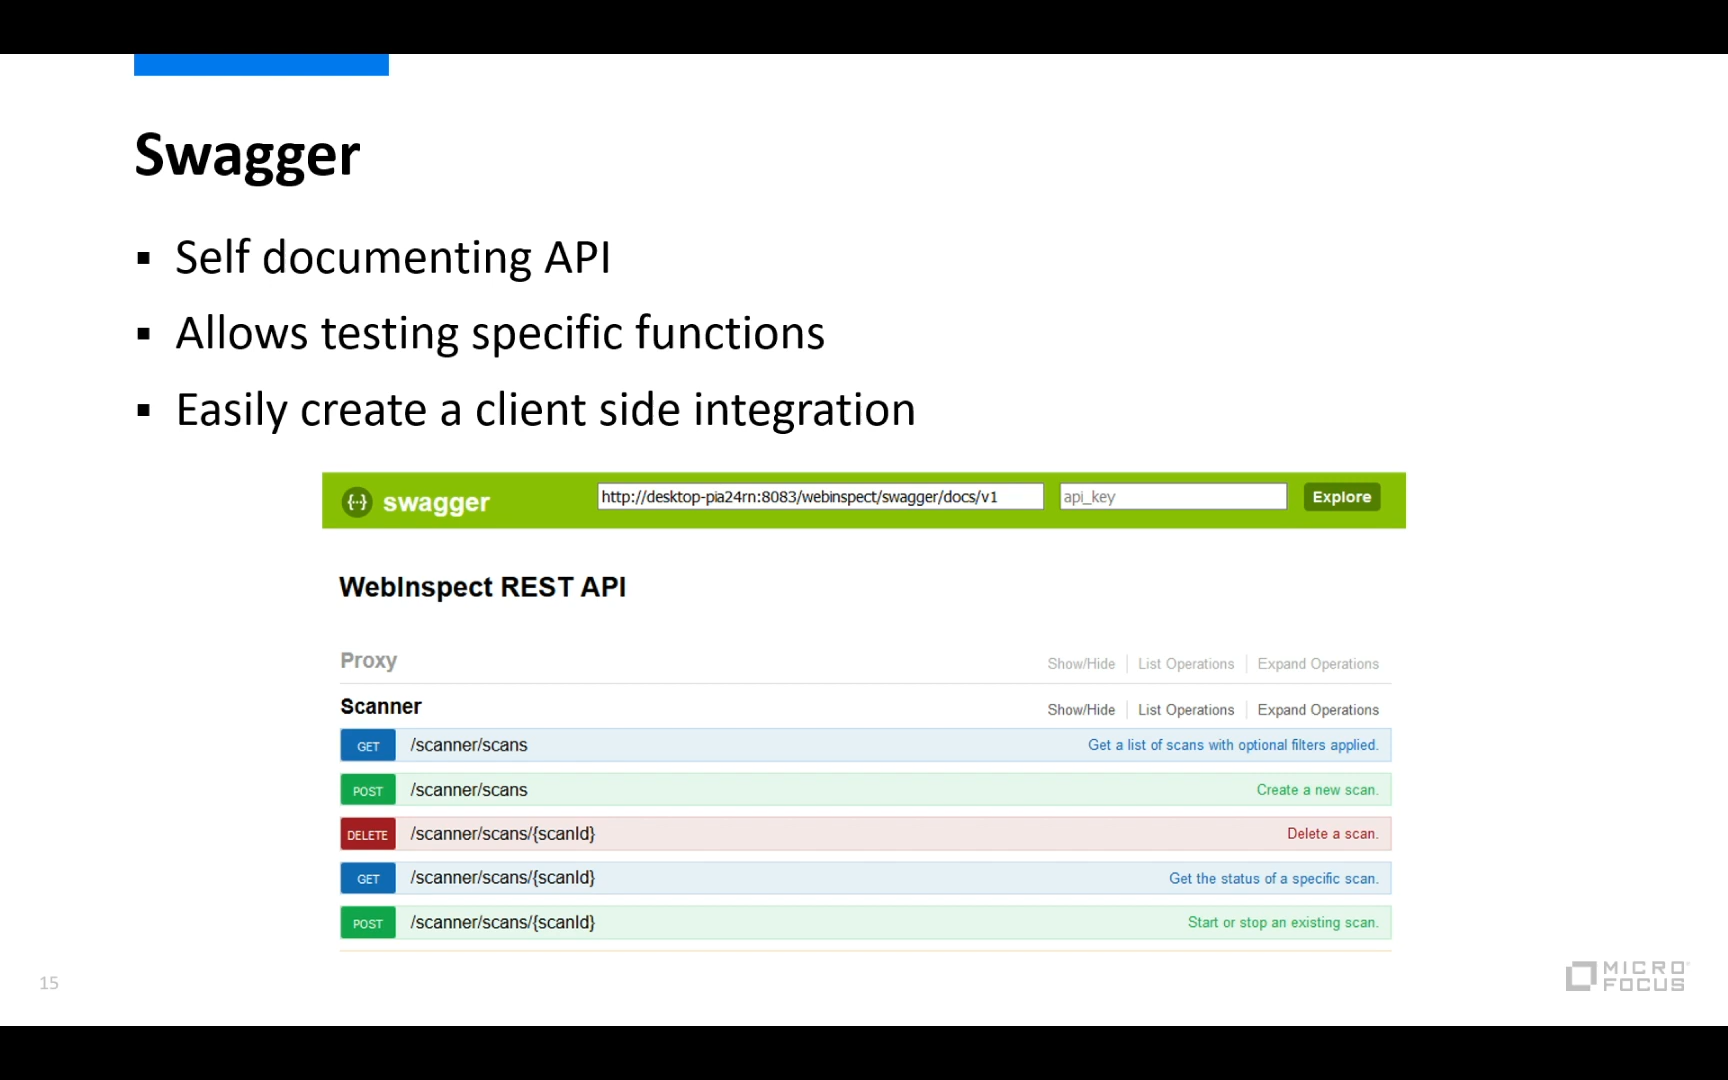 Swagger
▪ Self documenting API
▪ Allows testing specific functions
▪ Easily create a client side integration
{···} swagger http://desktop-pia24rn:8083/webinspect/swagger/docs/v1 api_key Explore
WebInspect REST API
Proxy Show/Hide List Operations Expand Operations
Scanner Show/Hide List Operations Expand Operations
GET /scanner/scans Get a list of scans with optional filters applied.
POST /scanner/scans Create a new scan.
DELETE /scanner/scans/{scanId} Delete a scan.
GET /scanner/scans/{scanId} Get the status of a specific scan.
POST /scanner/scans/{scanId} Start or stop an existing scan.
15
MICRO
FOCUS